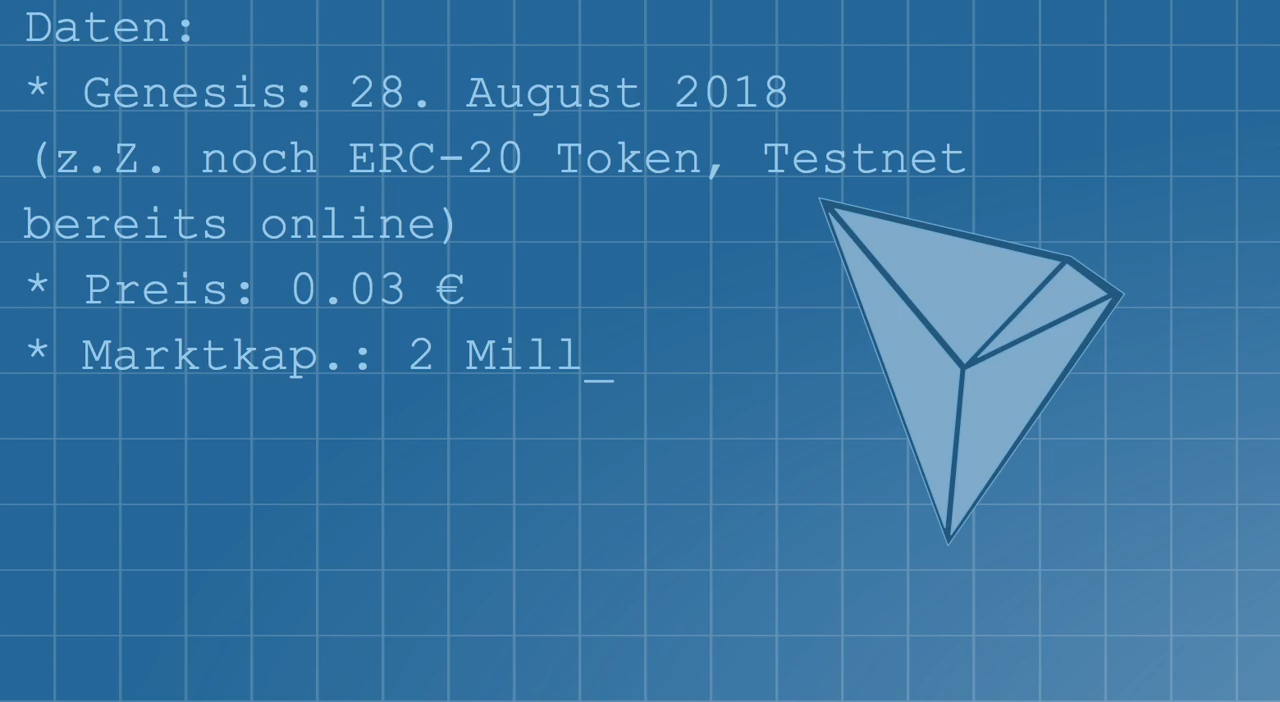 Daten:
* Genesis: 28. August 2018
(z.Z. noch ERC-20 Token, Testnet
bereits online)
* Preis: 0.03 €
* Marktkap.: 2 Mill_